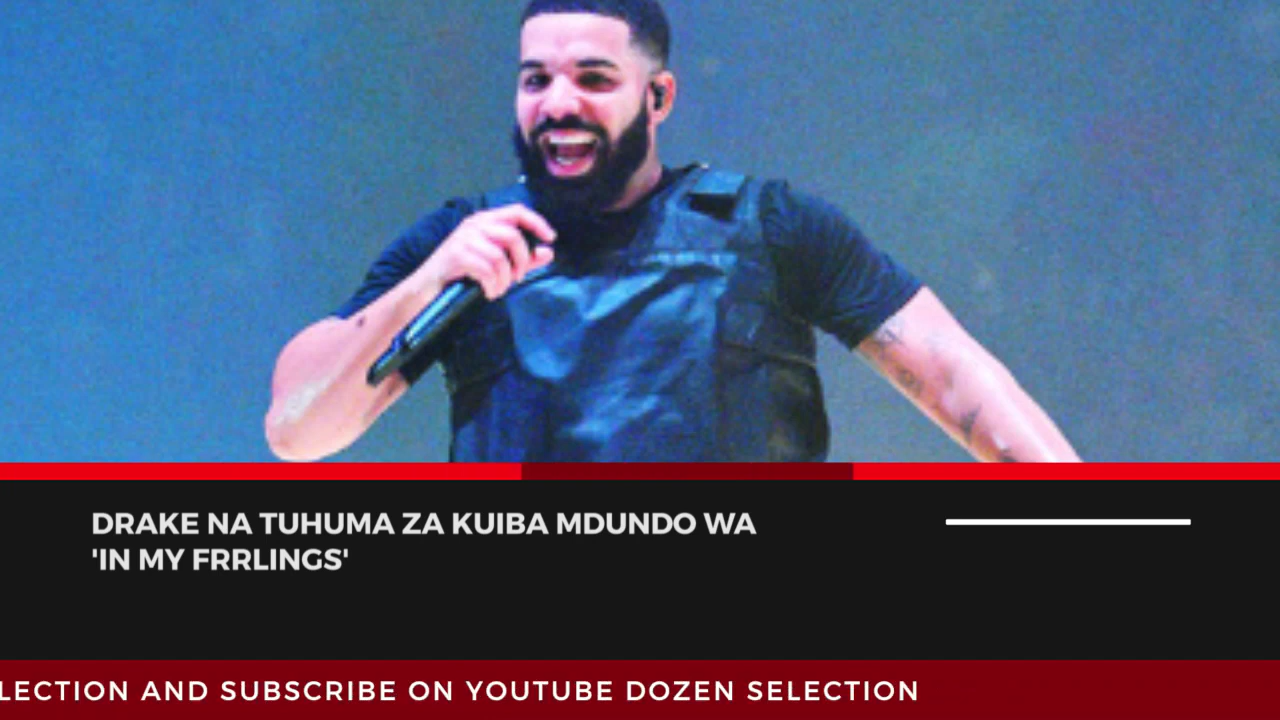 DRAKE NA TUHUMA ZA KUIBA MDUNDO WA
'IN MY FRRLINGS'
LECTION AND SUBSCRIBE ON YOUTUBE DOZEN SELECTION